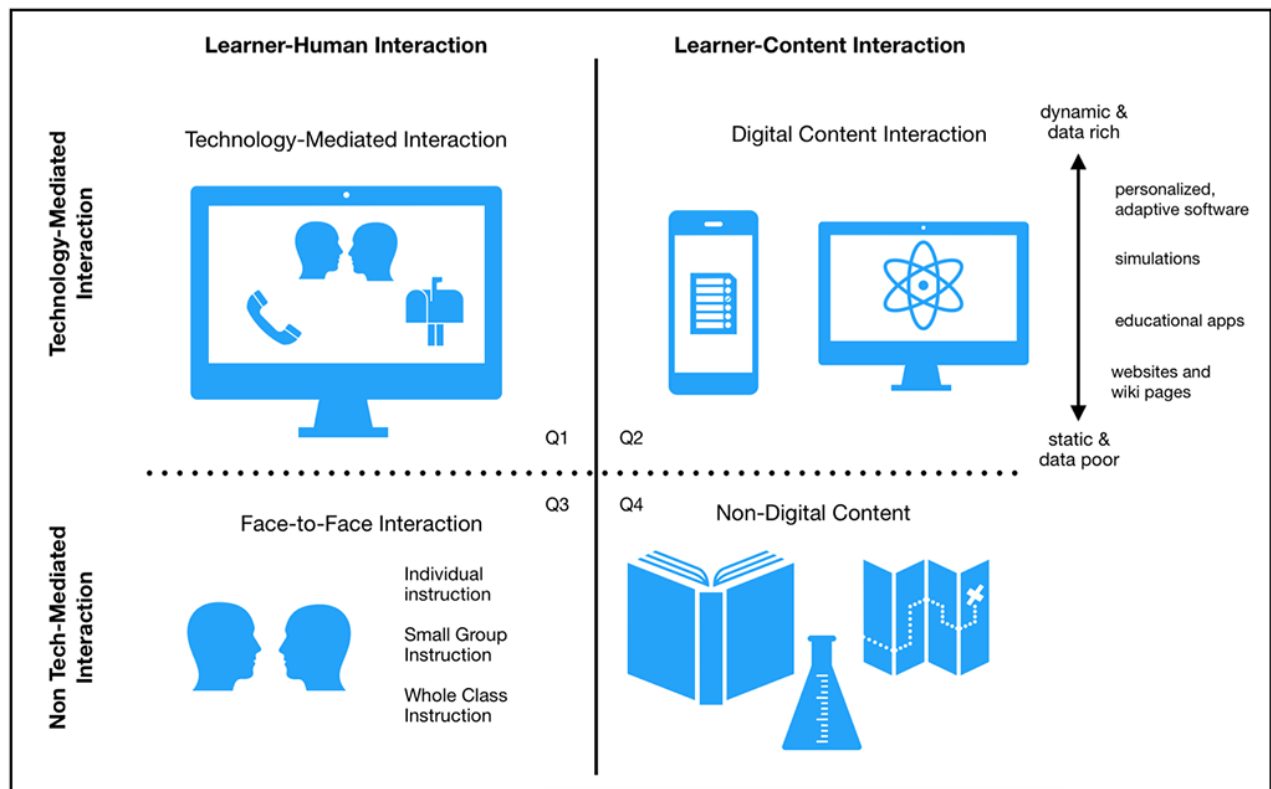 Learner-Human Interaction
Learner-Content Interaction
Technology-Mediated
Interaction
Technology-Mediated Interaction
Digital Content Interaction
dynamic &
data rich
personalized,
adaptive software
simulations
educational apps
websites and
wiki pages
static &
data poor
Q1
Q2
Non Tech-Mediated
Interaction
Q3
Q4
Face-to-Face Interaction
Individual
instruction
Small Group
Instruction
Whole Class
Instruction
Non-Digital Content